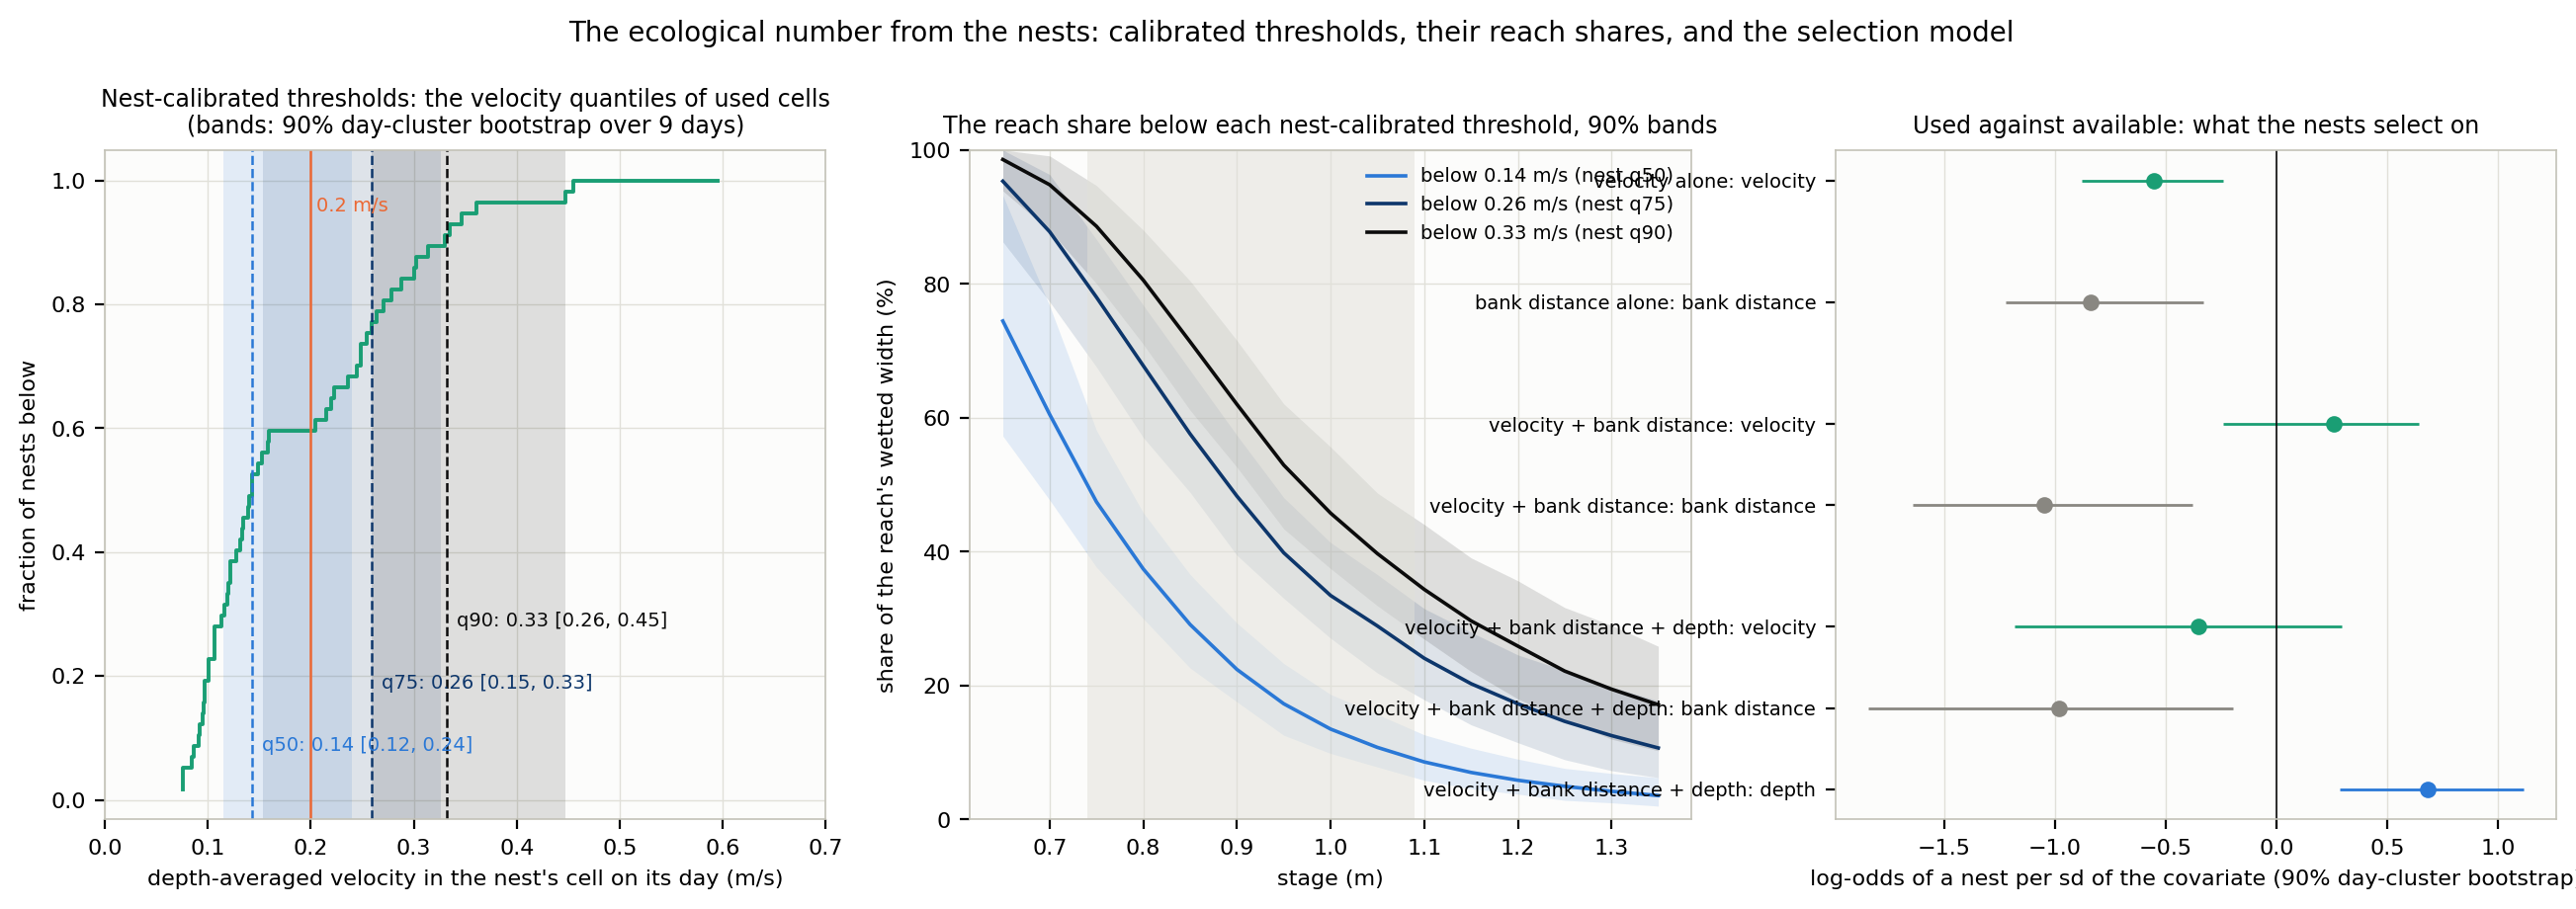 The ecological number from the nests: calibrated thresholds, their reach shares, and the selection model
Nest-calibrated thresholds: the velocity quantiles of used cells
(bands: 90% day-cluster bootstrap over 9 days)
fraction of nests below
1.0
0.8
0.6
0.4
0.2
0.0
0.2 m/s
q90: 0.33 [0.26, 0.45]
q75: 0.26 [0.15, 0.33]
q50: 0.14 [0.12, 0.24]
0.0 0.1 0.2 0.3 0.4 0.5 0.6 0.7
depth-averaged velocity in the nest's cell on its day (m/s)
The reach share below each nest-calibrated threshold, 90% bands
share of the reach's wetted width (%)
100
80
60
40
20
0
below 0.14 m/s (nest q50)
below 0.26 m/s (nest q75)
below 0.33 m/s (nest q90)
0.7 0.8 0.9 1.0 1.1 1.2 1.3
stage (m)
Used against available: what the nests select on
velocity alone: velocity
bank distance alone: bank distance
velocity + bank distance: velocity
velocity + bank distance: bank distance
velocity + bank distance + depth: velocity
velocity + bank distance + depth: bank distance
velocity + bank distance + depth: depth
−1.5 −1.0 −0.5 0.0 0.5 1.0
log-odds of a nest per sd of the covariate (90% day-cluster bootstrap